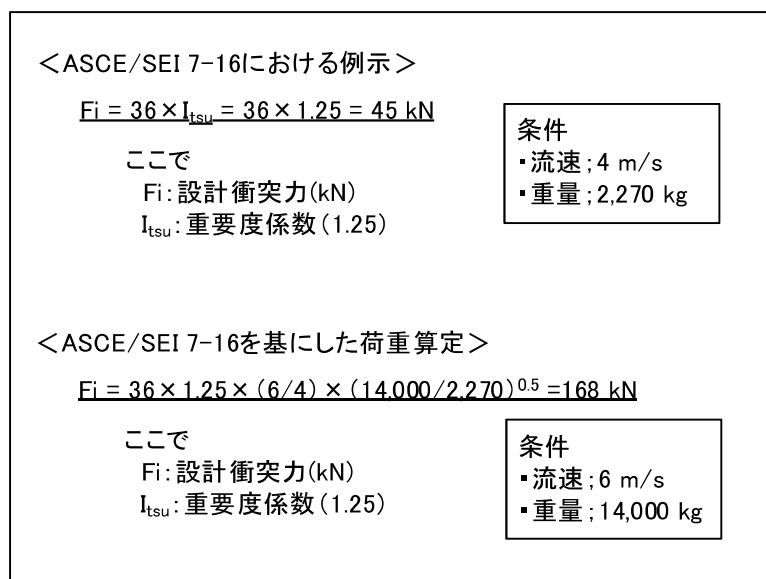 ＜ASCE/SEI 7-16における例示＞
Fi = 36×Itsu = 36×1.25 = 45 kN
条件
・流速；4 m/s
・重量；2,270 kg
ここで
Fi：設計衝突力(kN)
Itsu：重要度係数(1.25)
＜ASCE/SEI 7-16を基にした荷重算定＞
Fi = 36×1.25×(6/4)×(14,000/2,270)0.5 =168 kN
条件
・流速；6 m/s
・重量；14,000 kg
ここで
Fi：設計衝突力(kN)
Itsu：重要度係数(1.25)